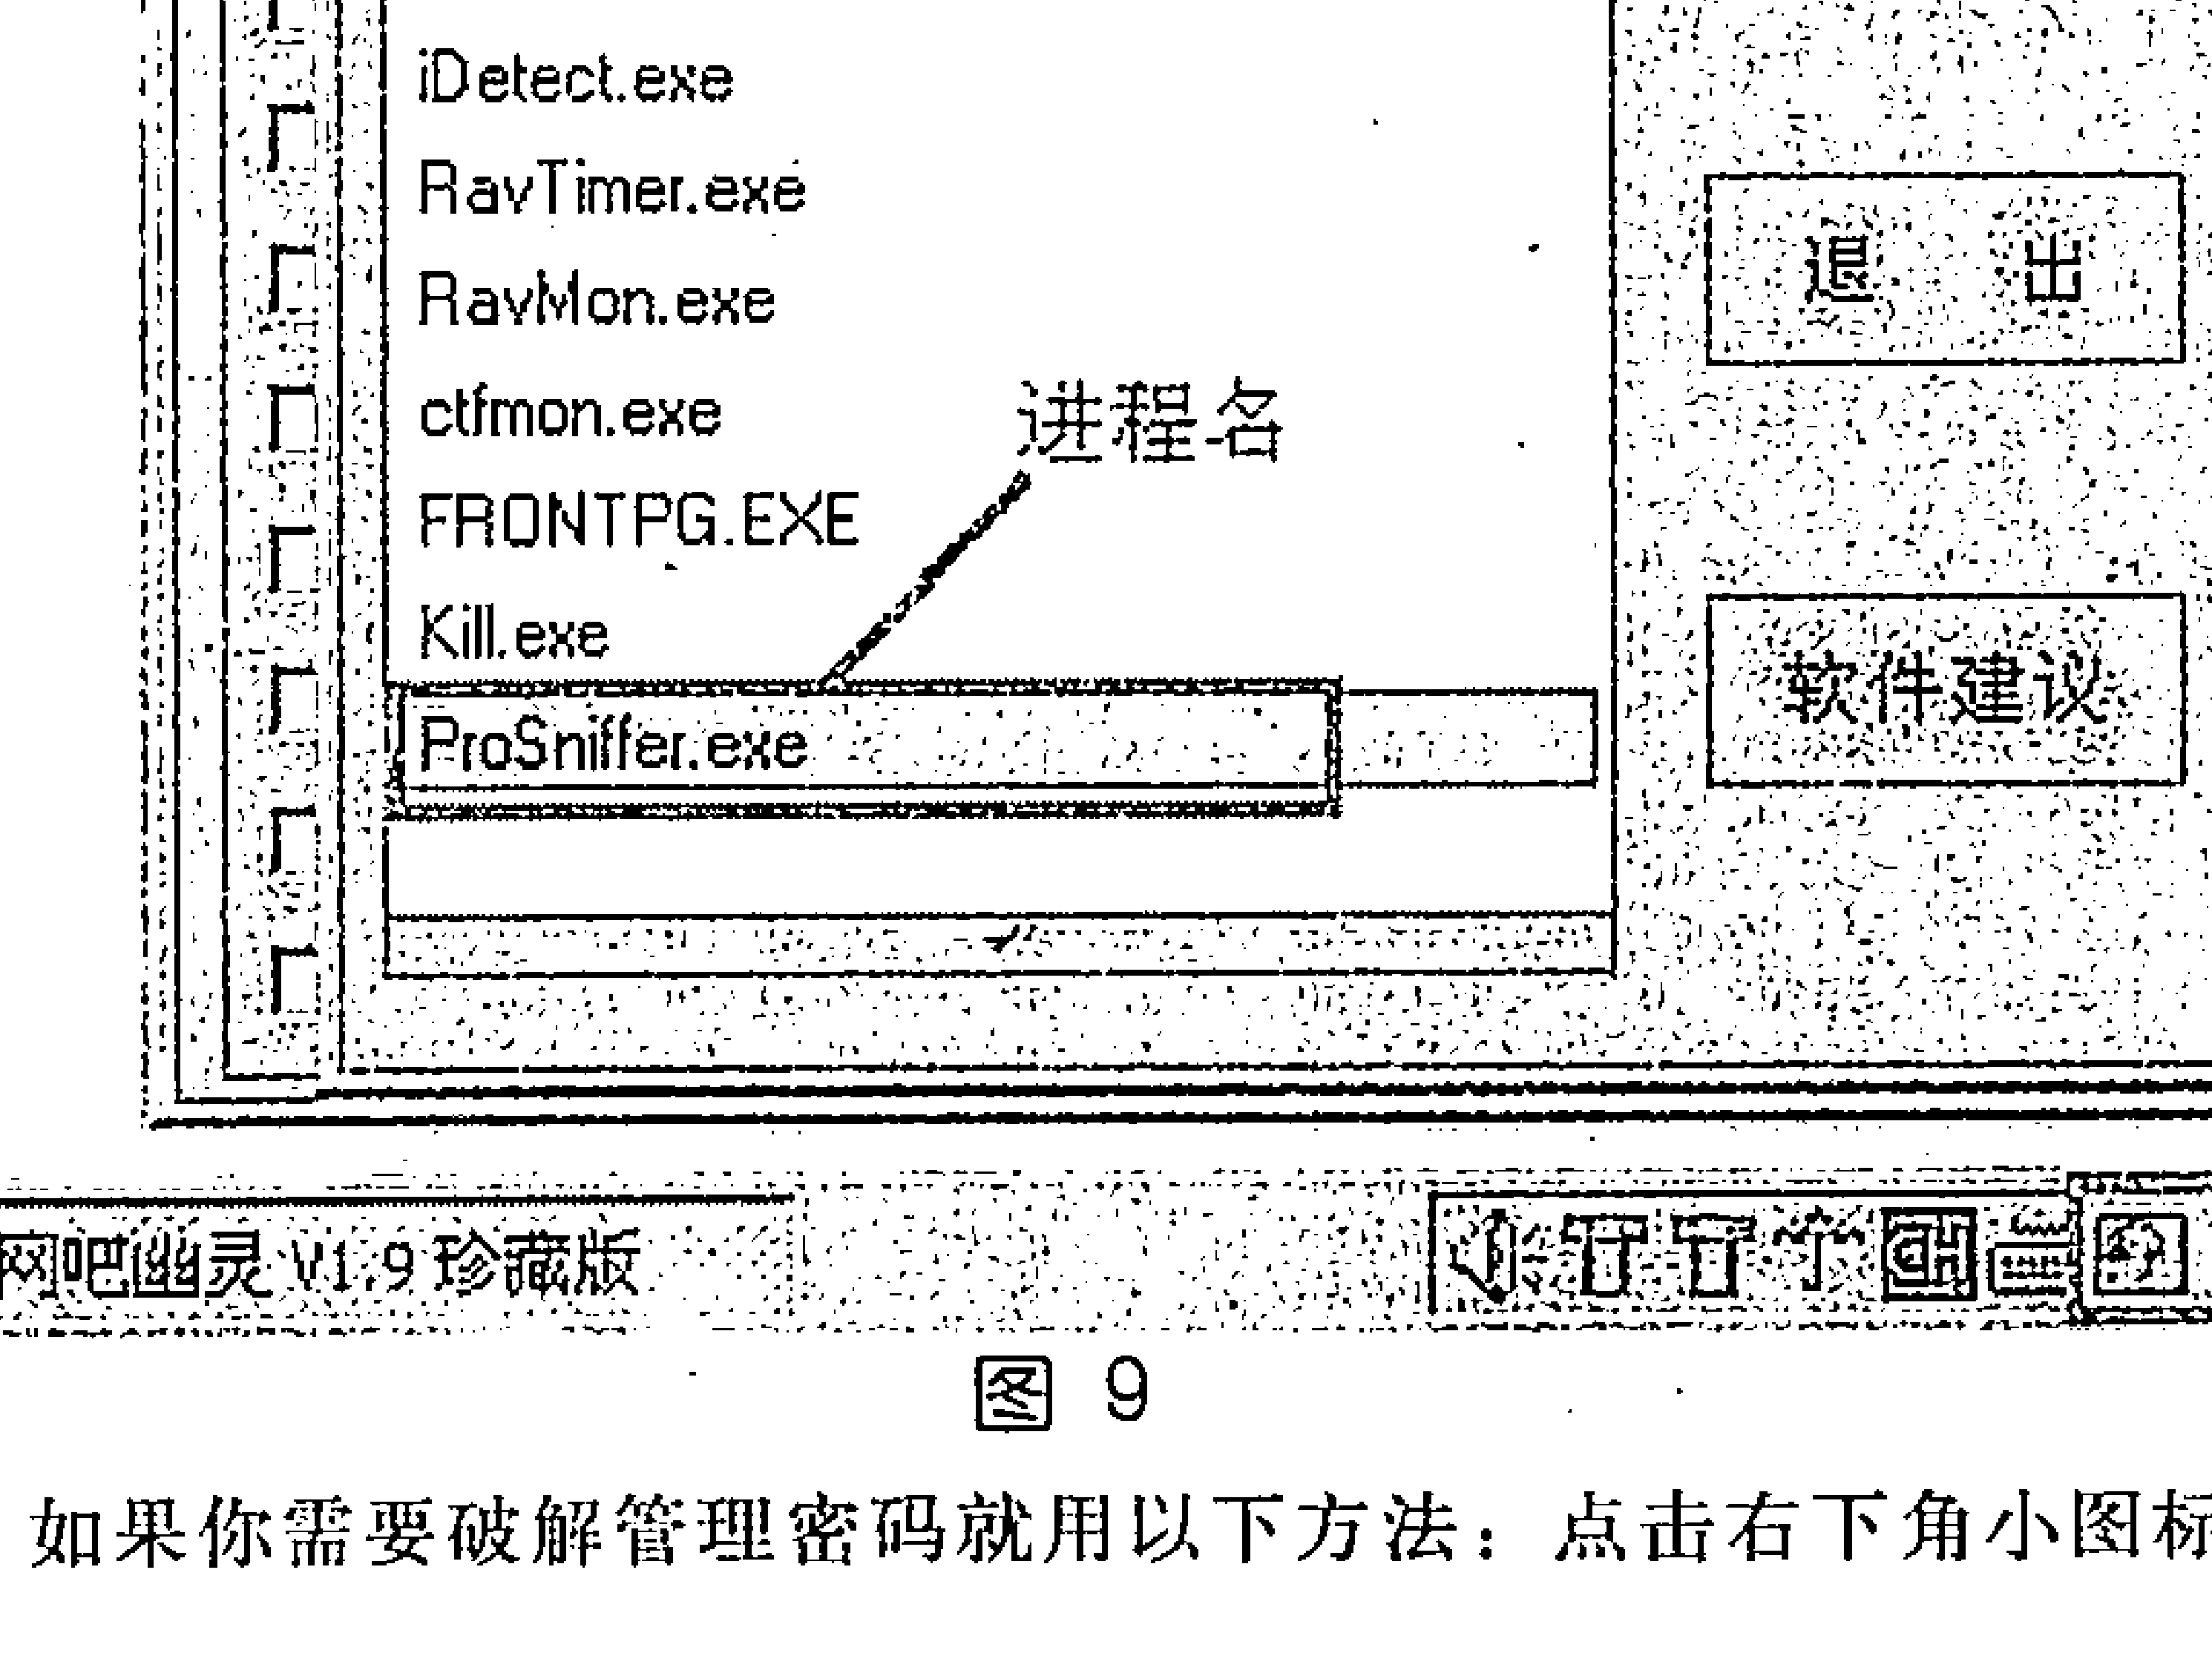 iDetect.exe
RavTimer.exe
RavMon.exe
ctfmon.exe
FRONTPG.EXE
Kill.exe
ProSniffer.exe
进程名
退 出
软件建议
网吧幽灵 V1.9 珍藏版
图 9
如果你需要破解管理密码就用以下方法：点击右下角小图标